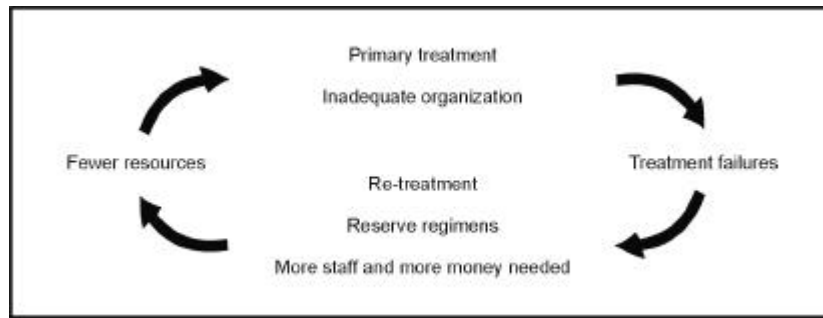 Primary treatment
Inadequate organization
Fewer resources
Treatment failures
Re-treatment
Reserve regimens
More staff and more money needed